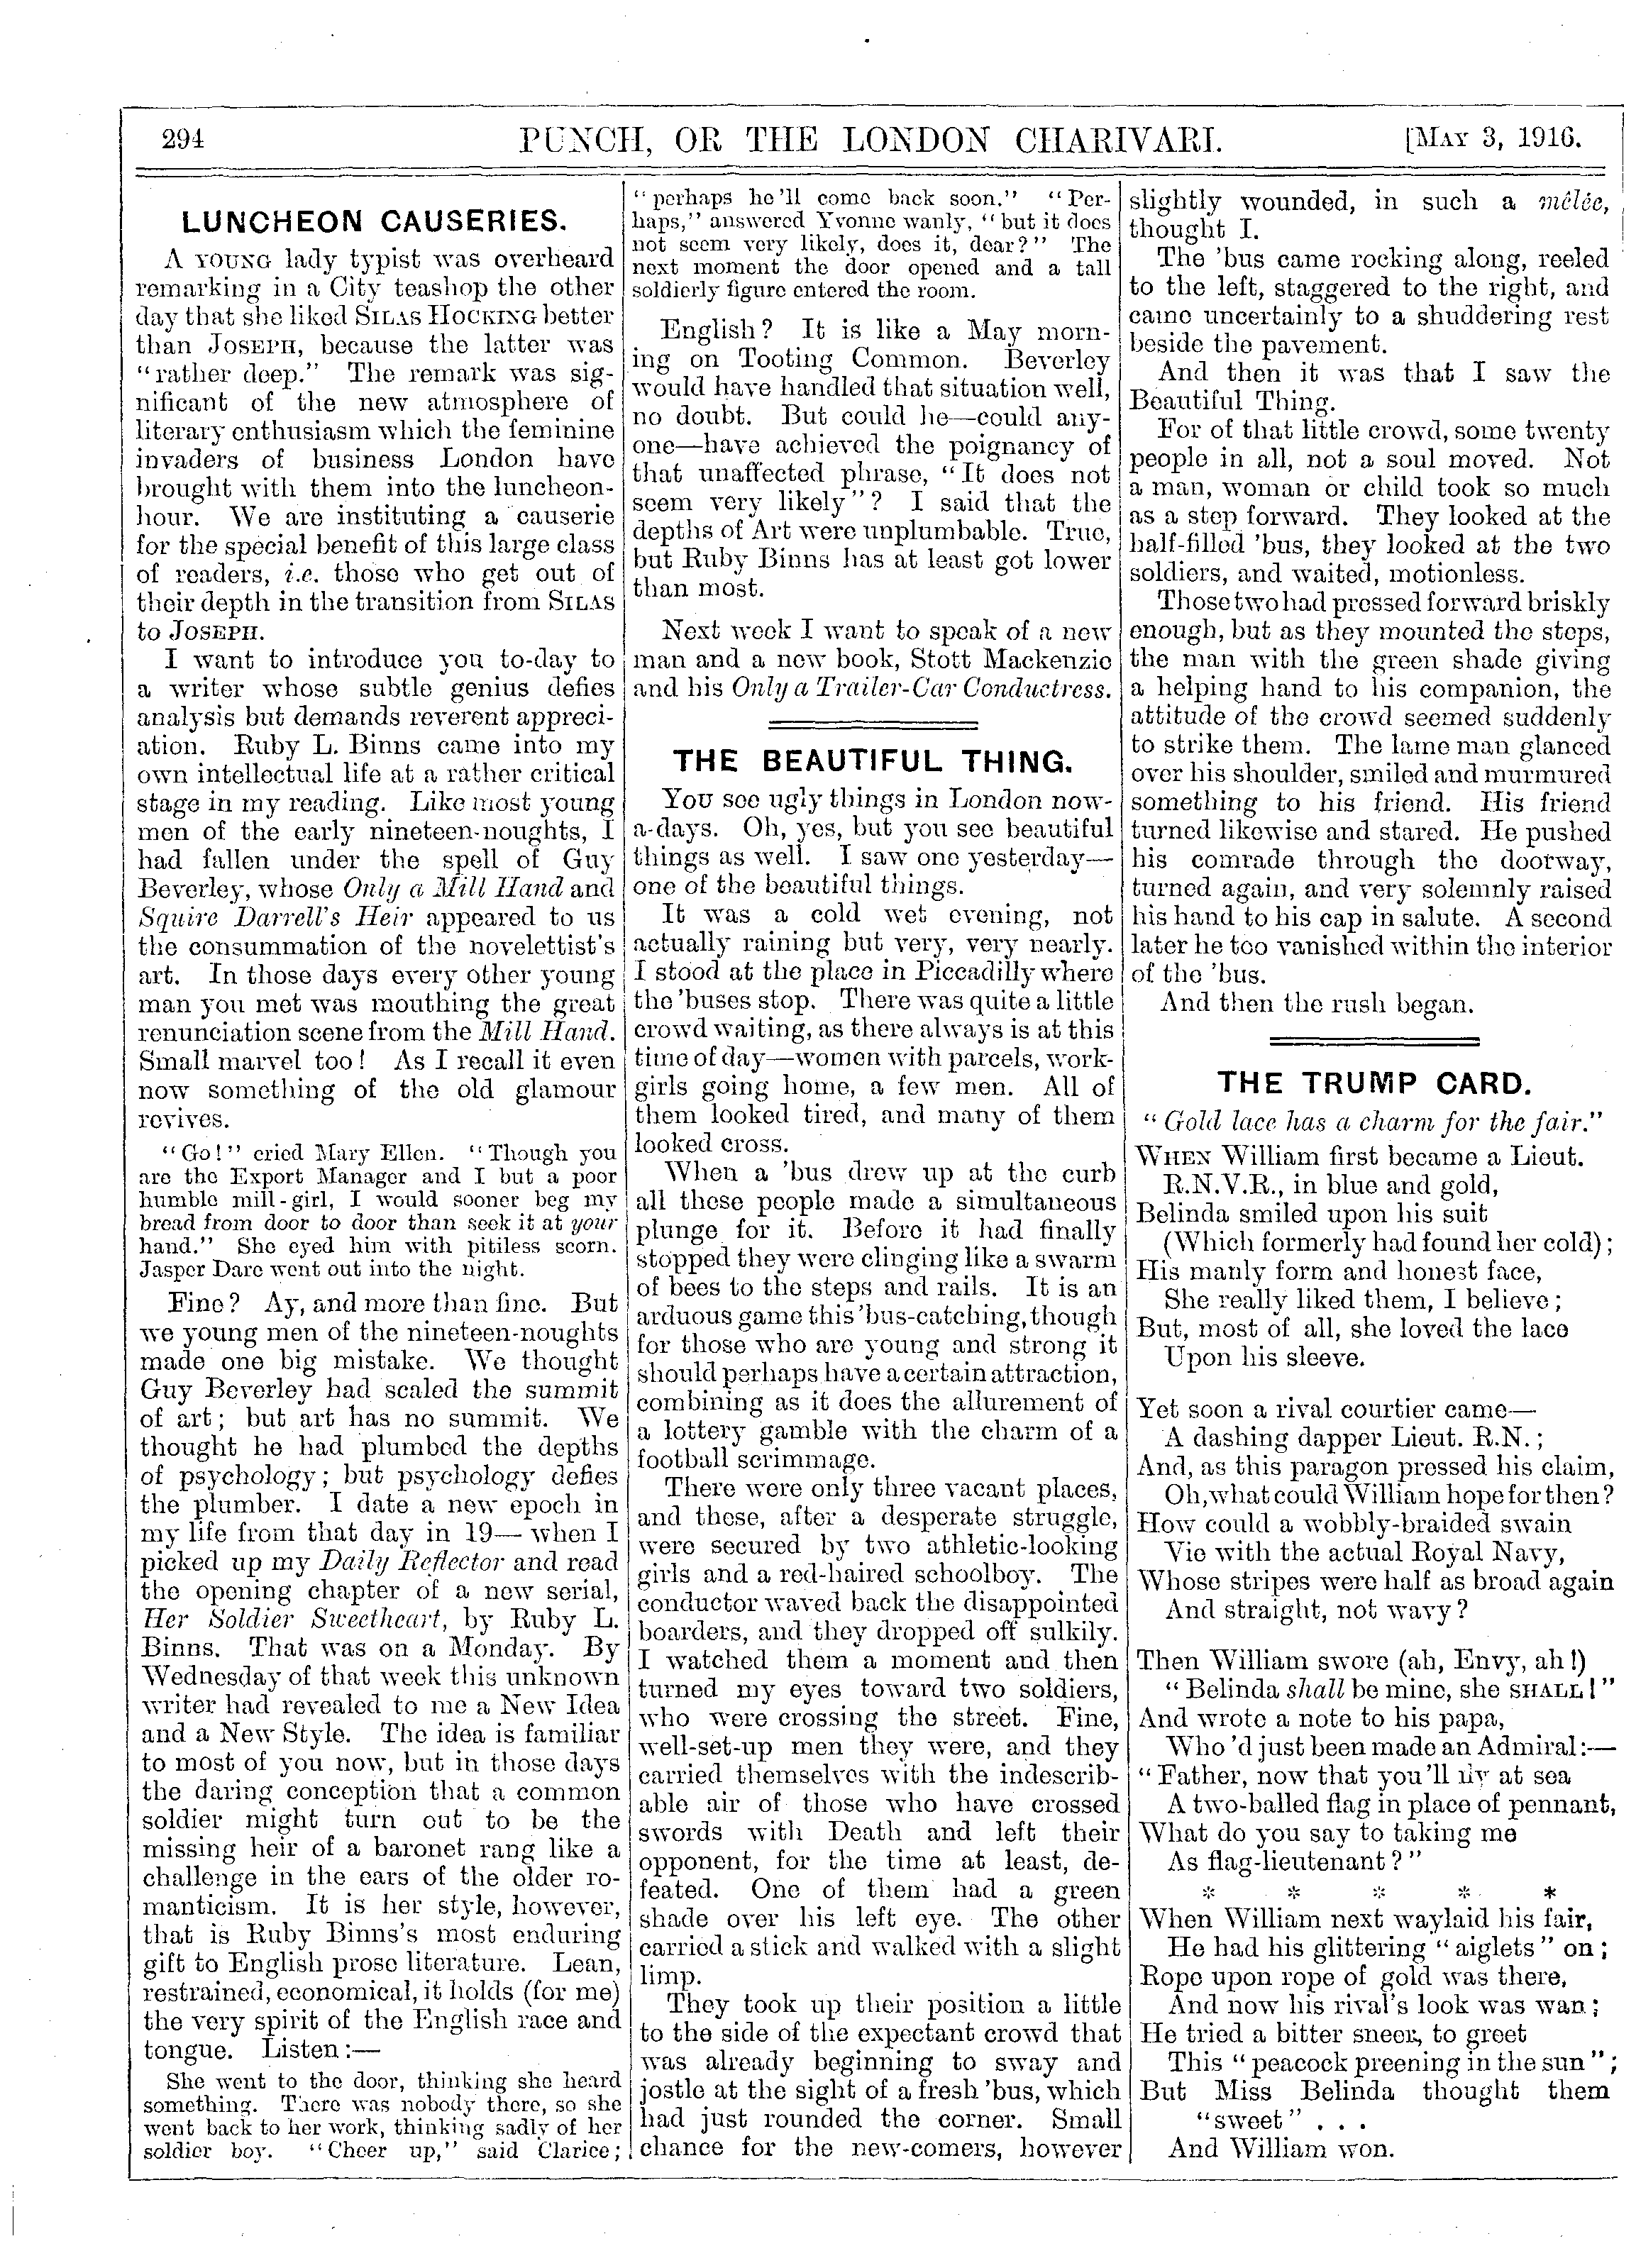 294
PUNCH, OR THE LONDON CHARIVARI.
[MAY 3, 1916.
LUNCHEON CAUSERIES.
A YOUNG lady typist was overheard
remarking in a City teashop the other
day that she liked SILAS HOCKING better
than JOSEPH, because the latter was
"rather deep." The remark was sig-
nificant of the new atmosphere of
literary enthusiasm which the feminine
invaders of business London have
brought with them into the luncheon-
hour. We are instituting a causerie
for the special benefit of this large class
of readers, i.e. those who get out of
their depth in the transition from SILAS
to JOSEPH.
I want to introduce you to-day to
a writer whose subtle genius defies
analysis but demands reverent appreci-
ation. Ruby L. Binns came into my
own intellectual life at a rather critical
stage in my reading. Like most young
men of the early nineteen-noughts, I
had fallen under the spell of Guy
Beverley, whose Only a Mill Hand and
Squire Darrell's Heir appeared to us
the consummation of the novelettist's
art. In those days every other young
man you met was mouthing the great
renunciation scene from the Mill Hand.
Small marvel too! As I recall it even
now something of the old glamour
revives.
"Go!" cried Mary Ellen. "Though you
are the Export Manager and I but a poor
humble mill-girl, I would sooner beg my
bread from door to door than seek it at your
hand." She eyed him with pitiless scorn.
Jasper Dare went out into the night.
Fine? Ay, and more than fine. But
we young men of the nineteen-noughts
made one big mistake. We thought
Guy Beverley had scaled the summit
of art; but art has no summit. We
thought he had plumbed the depths
of psychology; but psychology defies
the plumber. I date a new epoch in
my life from that day in 19— when I
picked up my Daily Reflector and read
the opening chapter of a new serial,
Her Soldier Sweetheart, by Ruby L.
Binns. That was on a Monday. By
Wednesday of that week this unknown
writer had revealed to me a New Idea
and a New Style. The idea is familiar
to most of you now, but in those days
the daring conception that a common
soldier might turn out to be the
missing heir of a baronet rang like a
challenge in the ears of the older ro-
manticism. It is her style, however,
that is Ruby Binns's most enduring
gift to English prose literature. Lean,
restrained, economical, it holds (for me)
the very spirit of the English race and
tongue. Listen:—
She went to the door, thinking she heard
something. There was nobody there, so she
went back to her work, thinking sadly of her
soldier boy. "Cheer up," said Clarice;
"perhaps he'll come back soon." "Per-
haps," answered Yvonne wanly, "but it does
not seem very likely, does it, dear?" The
next moment the door opened and a tall
soldierly figure entered the room.
English? It is like a May morn-
ing on Tooting Common. Beverley
would have handled that situation well,
no doubt. But could he—could any-
one—have achieved the poignancy of
that unaffected phrase, "It does not
seem very likely"? I said that the
depths of Art were unplumbable. True,
but Ruby Binns has at least got lower
than most.
Next week I want to speak of a new
man and a new book, Stott Mackenzie
and his Only a Trailer-Car Conductress.
THE BEAUTIFUL THING.
You see ugly things in London now-
a-days. Oh, yes, but you see beautiful
things as well. I saw one yesterday—
one of the beautiful things.
It was a cold wet evening, not
actually raining but very, very nearly.
I stood at the place in Piccadilly where
the 'buses stop. There was quite a little
crowd waiting, as there always is at this
time of day—women with parcels, work-
girls going home, a few men. All of
them looked tired, and many of them
looked cross.
When a 'bus drew up at the curb
all these people made a simultaneous
plunge for it. Before it had finally
stopped they were clinging like a swarm
of bees to the steps and rails. It is an
arduous game this 'bus-catching, though
for those who are young and strong it
should perhaps have a certain attraction,
combining as it does the allurement of
a lottery gamble with the charm of a
football scrimmage.
There were only three vacant places,
and these, after a desperate struggle,
were secured by two athletic-looking
girls and a red-haired schoolboy. The
conductor waved back the disappointed
boarders, and they dropped off sulkily.
I watched them a moment and then
turned my eyes toward two soldiers,
who were crossing the street. Fine,
well-set-up men they were, and they
carried themselves with the indescrib-
able air of those who have crossed
swords with Death and left their
opponent, for the time at least, de-
feated. One of them had a green
shade over his left eye. The other
carried a stick and walked with a slight
limp.
They took up their position a little
to the side of the expectant crowd that
was already beginning to sway and
jostle at the sight of a fresh 'bus, which
had just rounded the corner. Small
chance for the new-comers, however
slightly wounded, in such a mêlée,
thought I.
The 'bus came rocking along, reeled
to the left, staggered to the right, and
came uncertainly to a shuddering rest
beside the pavement.
And then it was that I saw the
Beautiful Thing.
For of that little crowd, some twenty
people in all, not a soul moved. Not
a man, woman or child took so much
as a step forward. They looked at the
half-filled 'bus, they looked at the two
soldiers, and waited, motionless.
Those two had pressed forward briskly
enough, but as they mounted the steps,
the man with the green shade giving
a helping hand to his companion, the
attitude of the crowd seemed suddenly
to strike them. The lame man glanced
over his shoulder, smiled and murmured
something to his friend. His friend
turned likewise and stared. He pushed
his comrade through the doorway,
turned again, and very solemnly raised
his hand to his cap in salute. A second
later he too vanished within the interior
of the 'bus.
And then the rush began.
THE TRUMP CARD.
"Gold lace has a charm for the fair."
WHEN William first became a Lieut.
R.N.V.R., in blue and gold,
Belinda smiled upon his suit
(Which formerly had found her cold);
His manly form and honest face,
She really liked them, I believe;
But, most of all, she loved the lace
Upon his sleeve.
Yet soon a rival courtier came—
A dashing dapper Lieut. R.N.;
And, as this paragon pressed his claim,
Oh, what could William hope for then?
How could a wobbly-braided swain
Vie with the actual Royal Navy,
Whose stripes were half as broad again
And straight, not wavy?
Then William swore (ah, Envy, ah!)
"Belinda shall be mine, she SHALL!"
And wrote a note to his papa,
Who'd just been made an Admiral:—
"Father, now that you'll fly at sea
A two-balled flag in place of pennant,
What do you say to taking me
As flag-lieutenant?"
* * * * *
When William next waylaid his fair,
He had his glittering "aiglets" on;
Rope upon rope of gold was there,
And now his rival's look was wan;
He tried a bitter sneer, to greet
This "peacock preening in the sun";
But Miss Belinda thought them
"sweet" . . .
And William won.